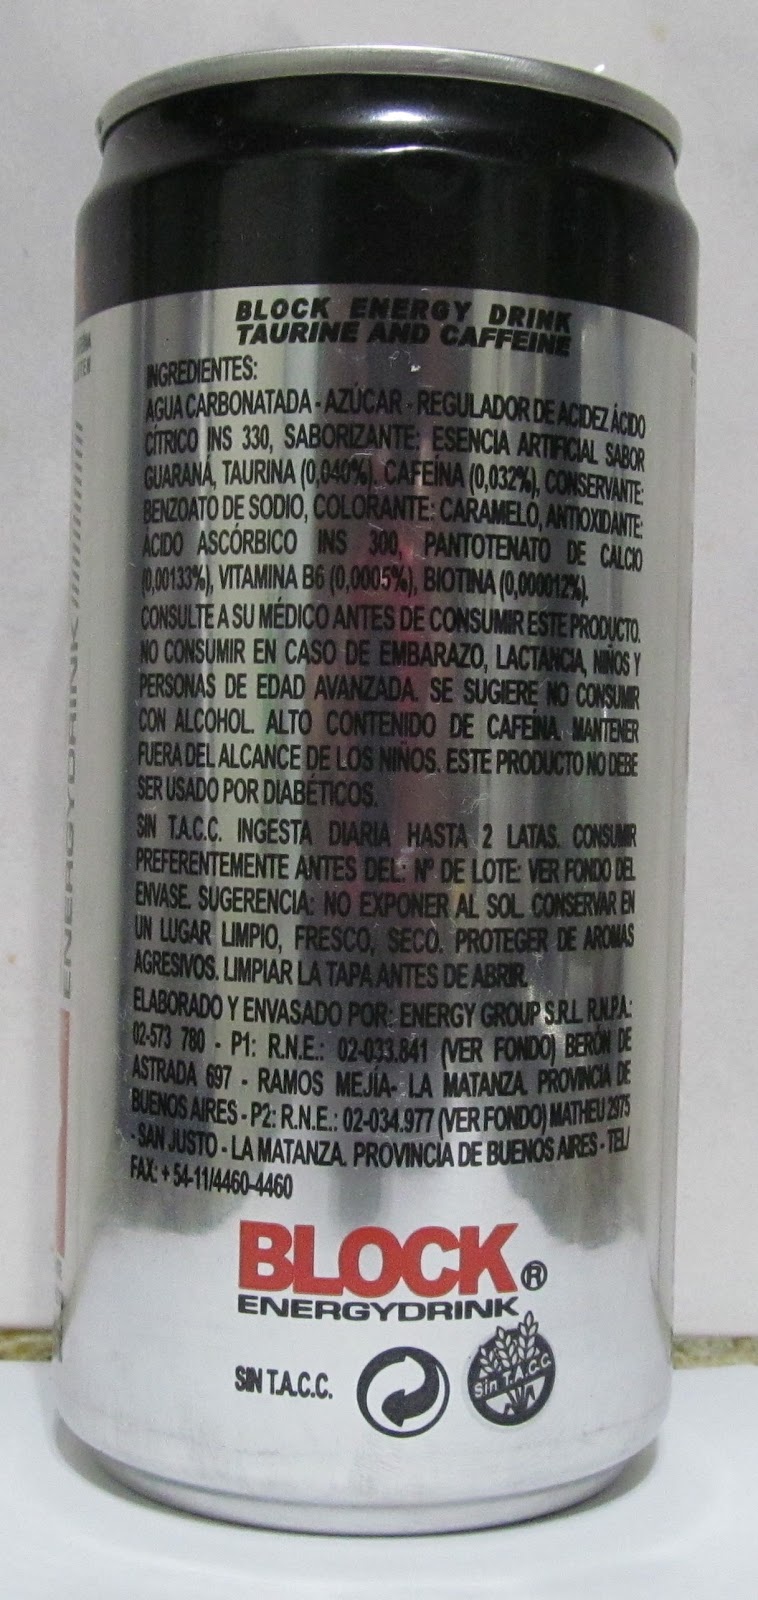 BLOCK ENERGY DRINK
TAURINE AND CAFFEINE
INGREDIENTES:
AGUA CARBONATADA - AZÚCAR - REGULADOR DE ACIDEZ ÁCIDO
CÍTRICO INS 330, SABORIZANTE: ESENCIA ARTIFICIAL SABOR
GUARANÁ, TAURINA (0,040%), CAFEÍNA (0,032%), CONSERVANTE:
BENZOATO DE SODIO, COLORANTE: CARAMELO, ANTIOXIDANTE:
ÁCIDO ASCÓRBICO INS 300, PANTOTENATO DE CALCIO
(0,00133%), VITAMINA B6 (0,0005%), BIOTINA (0,000012%).
CONSULTE A SU MÉDICO ANTES DE CONSUMIR ESTE PRODUCTO.
NO CONSUMIR EN CASO DE EMBARAZO, LACTANCIA, NIÑOS Y
PERSONAS DE EDAD AVANZADA. SE SUGIERE NO CONSUMIR
CON ALCOHOL. ALTO CONTENIDO DE CAFEÍNA. MANTENER
FUERA DEL ALCANCE DE LOS NIÑOS. ESTE PRODUCTO NO DEBE
SER USADO POR DIABÉTICOS.
SIN T.A.C.C. INGESTA DIARIA HASTA 2 LATAS. CONSUMIR
PREFERENTEMENTE ANTES DEL: Nº DE LOTE: VER FONDO DEL
ENVASE. SUGERENCIA: NO EXPONER AL SOL. CONSERVAR EN
UN LUGAR LIMPIO, FRESCO, SECO. PROTEGER DE AROMAS
AGRESIVOS. LIMPIAR LA TAPA ANTES DE ABRIR.
ELABORADO Y ENVASADO POR: ENERGY GROUP S.R.L. R.N.P.A.:
02-573 780 - P1: R.N.E.: 02-033.841 (VER FONDO) BERÓN DE
ASTRADA 697 - RAMOS MEJÍA- LA MATANZA. PROVINCIA DE
BUENOS AIRES - P2: R.N.E.: 02-034.977 (VER FONDO) MATHEU 2975
- SAN JUSTO - LA MATANZA. PROVINCIA DE BUENOS AIRES - TEL/
FAX: + 54-11/4460-4460
BLOCK®
ENERGYDRINK
SIN T.A.C.C.
Sin T.A.C.C.
ENERGYDRINK